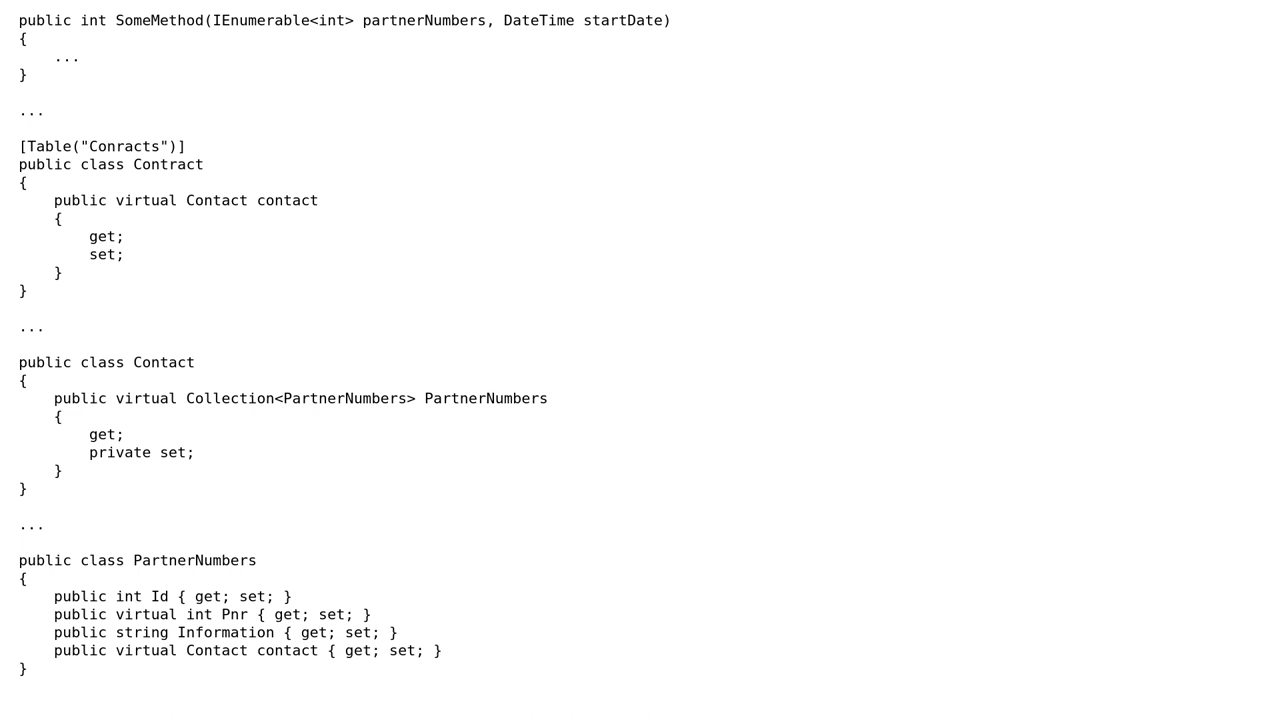 public int SomeMethod(IEnumerable<int> partnerNumbers, DateTime startDate)
{
    ...
}
...
[Table("Conracts")]
public class Contract
{
    public virtual Contact contact
    {
        get;
        set;
    }
}
...
public class Contact
{
    public virtual Collection<PartnerNumbers> PartnerNumbers
    {
        get;
        private set;
    }
}
...
public class PartnerNumbers
{
    public int Id { get; set; }
    public virtual int Pnr { get; set; }
    public string Information { get; set; }
    public virtual Contact contact { get; set; }
}